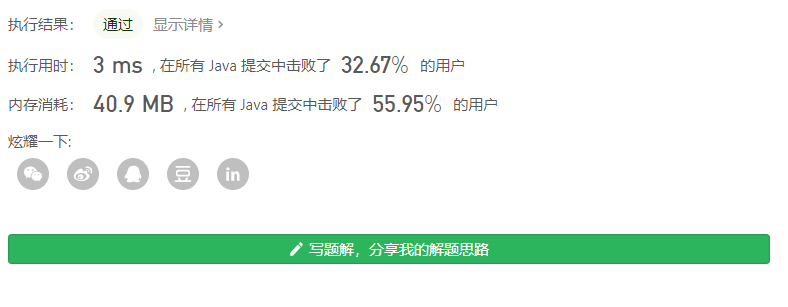 执行结果： 通过 显示详情 >
执行用时： 3 ms , 在所有 Java 提交中击败了 32.67% 的用户
内存消耗： 40.9 MB , 在所有 Java 提交中击败了 55.95% 的用户
炫耀一下:
豆 in
写题解，分享我的解题思路